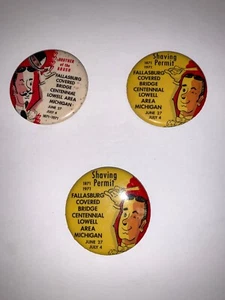 BROTHER
of the
BRUSH
FALLASBURG
COVERED
BRIDGE
CENTENNIAL
LOWELL
AREA
MICHIGAN
JUNE 27
JULY 4
1871-1971
Shaving
Permit
1871
1971
FALLASBURG
COVERED
BRIDGE
CENTENNIAL
LOWELL
AREA
MICHIGAN
JUNE 27
JULY 4
Shaving
Permit
1871
1971
FALLASBURG
COVERED
BRIDGE
CENTENNIAL
LOWELL
AREA
MICHIGAN
JUNE 27
JULY 4